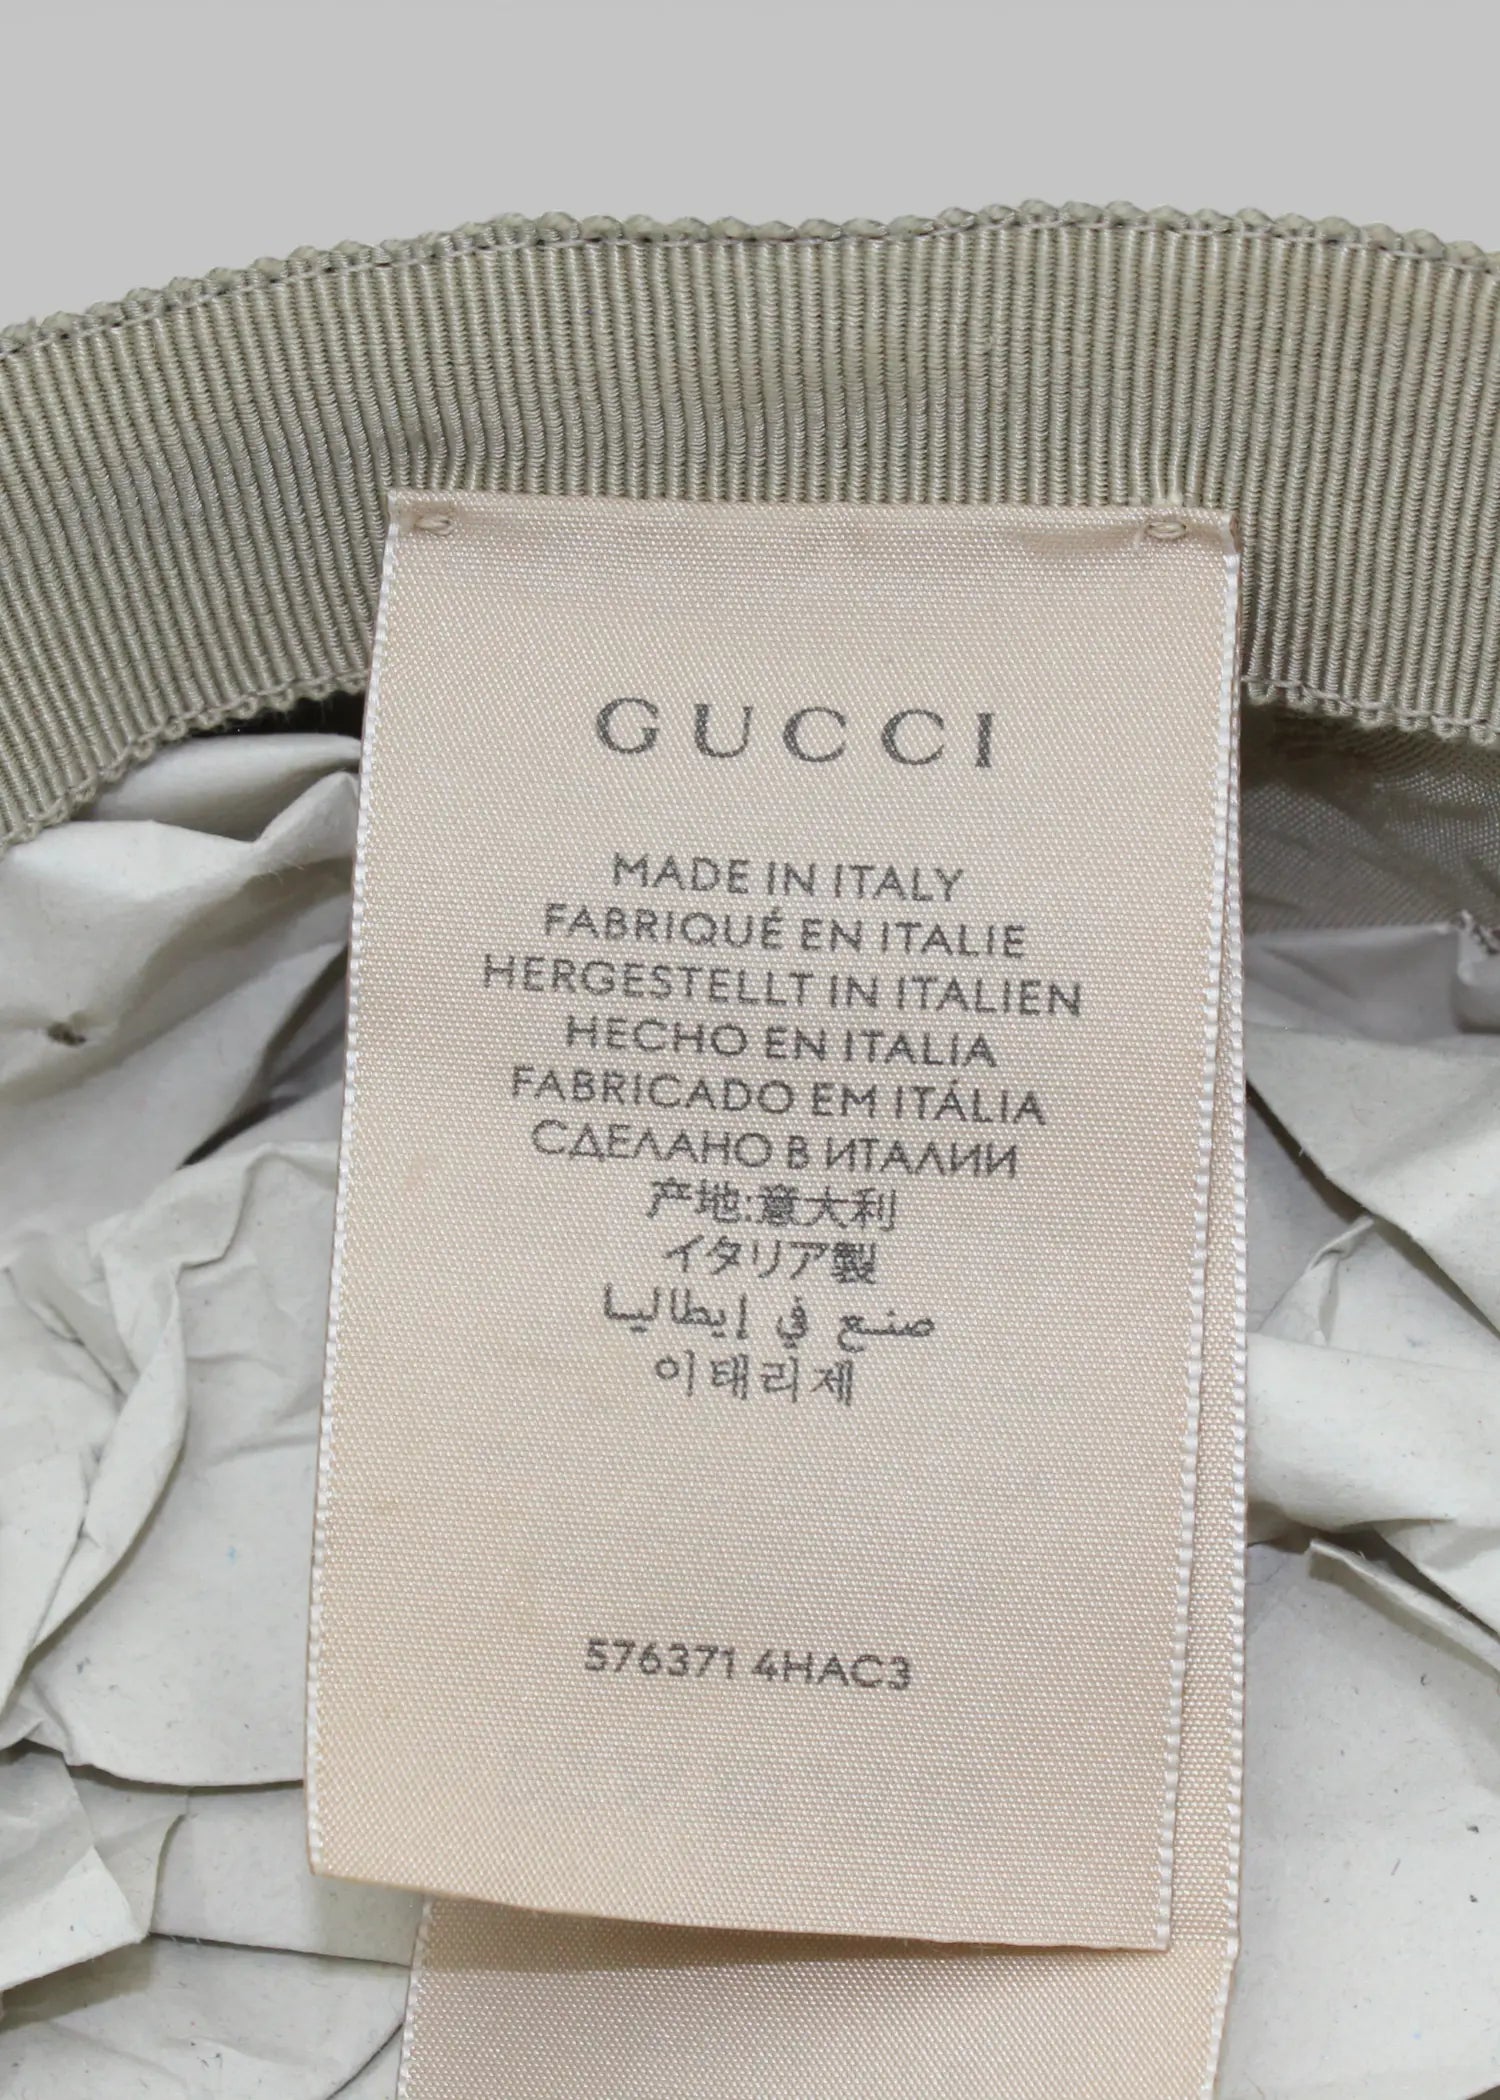 GUCCI
MADE IN ITALY
FABRIQUÉ EN ITALIE
HERGESTELLT IN ITALIEN
HECHO EN ITALIA
FABRICADO EM ITÁLIA
СДЕЛАНО В ИТАЛИИ
产地:意大利
イタリア製
صنع في إيطاليا
이태리제
576371 4HAC3